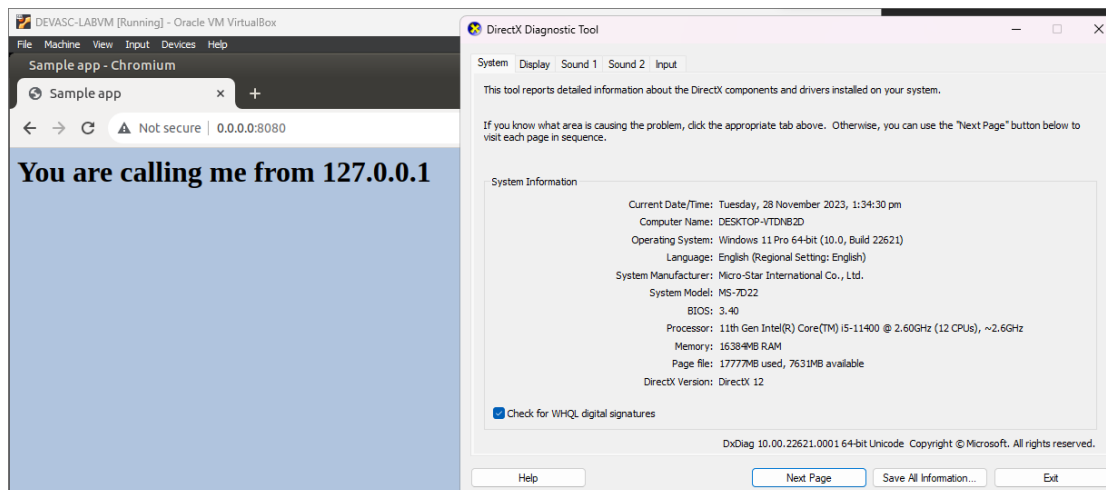 DEVASC-LABVM [Running] - Oracle VM VirtualBox
File Machine View Input Devices Help
Sample app - Chromium
Sample app × +
Not secure | 0.0.0.0:8080
You are calling me from 127.0.0.1
DirectX Diagnostic Tool
System Display Sound 1 Sound 2 Input
This tool reports detailed information about the DirectX components and drivers installed on your system.
If you know what area is causing the problem, click the appropriate tab above. Otherwise, you can use the "Next Page" button below to
visit each page in sequence.
System Information
Current Date/Time: Tuesday, 28 November 2023, 1:34:30 pm
Computer Name: DESKTOP-VTDNB2D
Operating System: Windows 11 Pro 64-bit (10.0, Build 22621)
Language: English (Regional Setting: English)
System Manufacturer: Micro-Star International Co., Ltd.
System Model: MS-7D22
BIOS: 3.40
Processor: 11th Gen Intel(R) Core(TM) i5-11400 @ 2.60GHz (12 CPUs), ~2.6GHz
Memory: 16384MB RAM
Page file: 17777MB used, 7631MB available
DirectX Version: DirectX 12
Check for WHQL digital signatures
DxDiag 10.00.22621.0001 64-bit Unicode Copyright © Microsoft. All rights reserved.
Help Next Page Save All Information... Exit